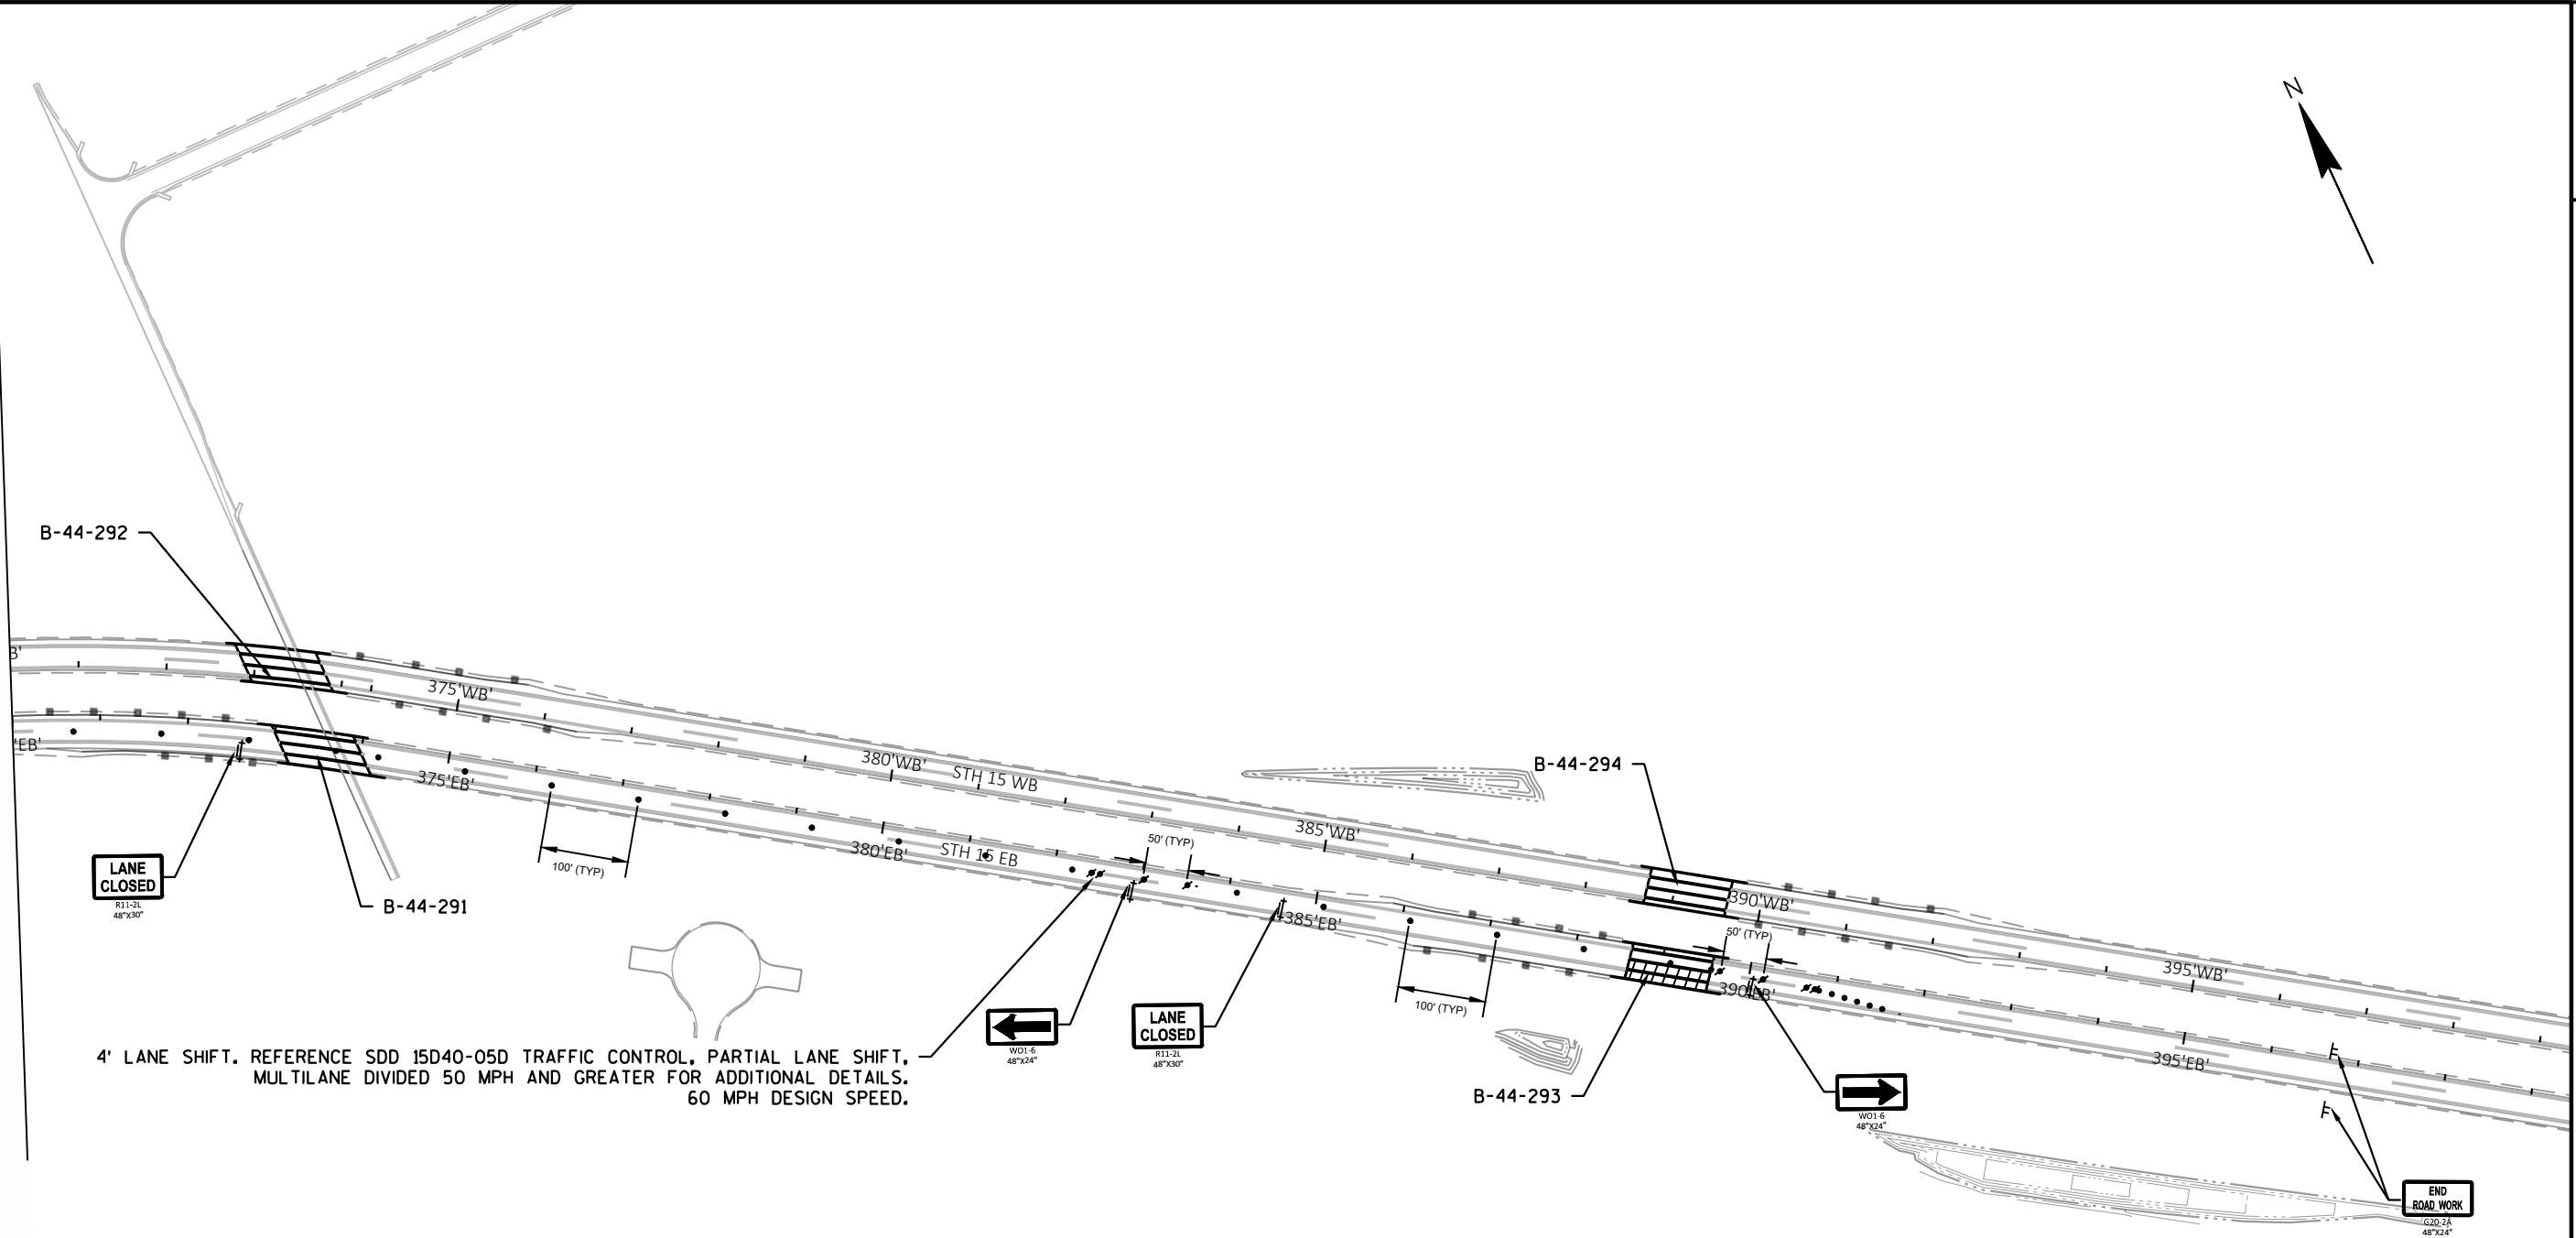 N
B-44-292
B'
375'WB'
'EB'
375'EB'
380'WB'
STH 15 WB
B-44-294
385'WB'
380'EB'
STH 15 EB
50' (TYP)
100' (TYP)
LANE
CLOSED
R11-2L
48"X30"
B-44-291
390'WB'
385'EB'
50' (TYP)
395'WB'
390'EB'
100' (TYP)
WO1-6
48"X24"
LANE
CLOSED
R11-2L
48"X30"
4' LANE SHIFT. REFERENCE SDD 15D40-05D TRAFFIC CONTROL, PARTIAL LANE SHIFT,
MULTILANE DIVIDED 50 MPH AND GREATER FOR ADDITIONAL DETAILS.
60 MPH DESIGN SPEED.
B-44-293
395'EB'
WO1-6
48"X24"
END
ROAD WORK
G20-2A
48"X24"